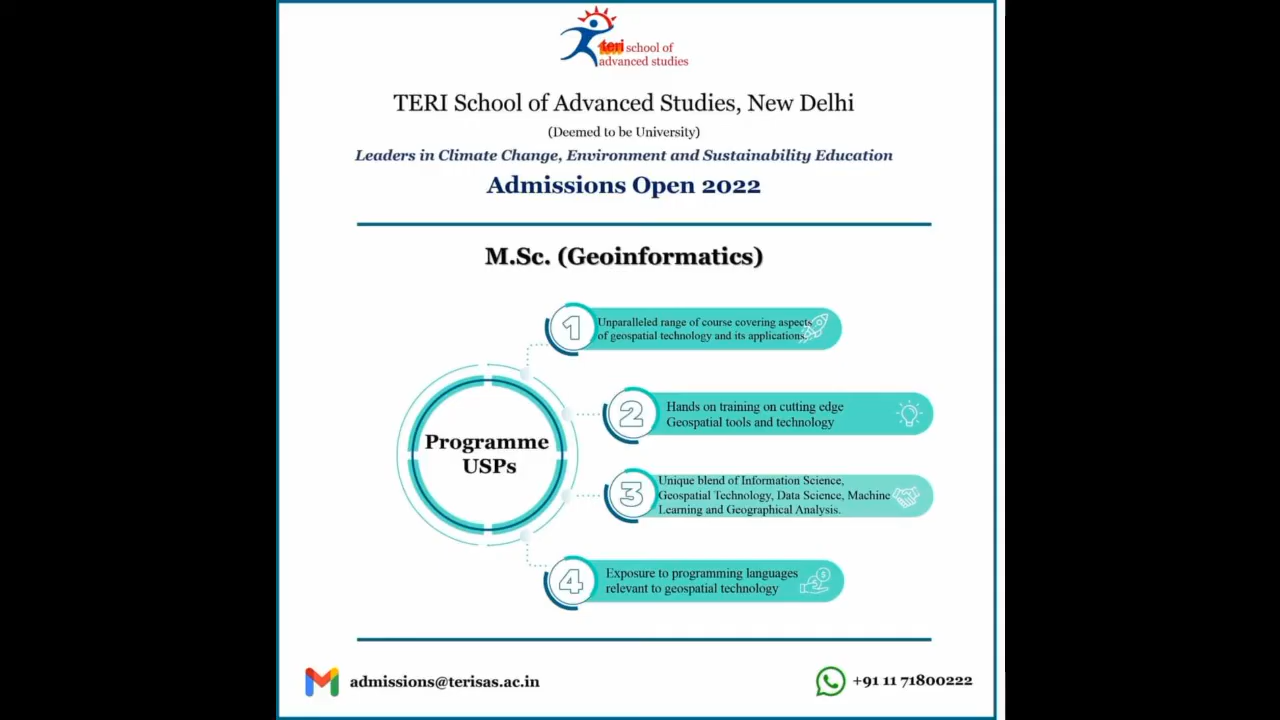 teri school of
advanced studies
TERI School of Advanced Studies, New Delhi
(Deemed to be University)
Leaders in Climate Change, Environment and Sustainability Education
Admissions Open 2022
M.Sc. (Geoinformatics)
1
Unparalleled range of course covering aspects
of geospatial technology and its applications
2
Hands on training on cutting edge
Geospatial tools and technology
Programme
USPs
3
Unique blend of Information Science,
Geospatial Technology, Data Science, Machine
Learning and Geographical Analysis.
4
Exposure to programming languages
relevant to geospatial technology
admissions@terisas.ac.in
+91 11 71800222